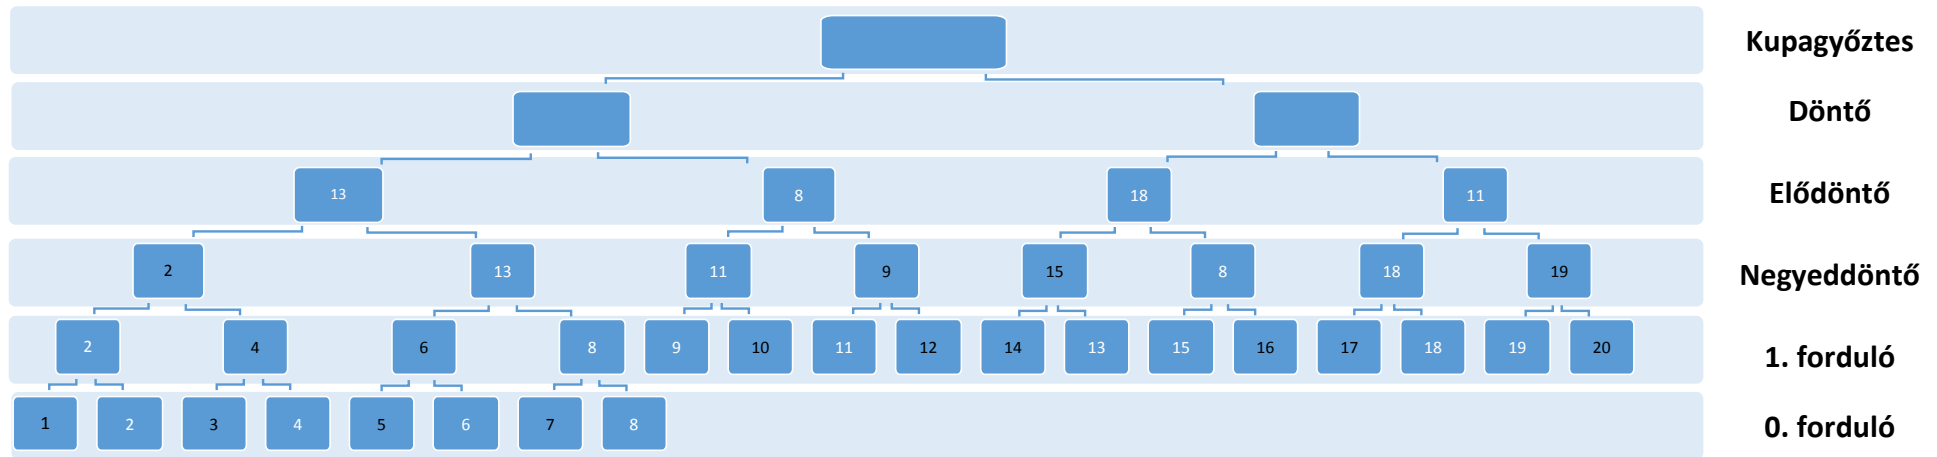 Kupagyőztes
Döntő
13 8 18 11 Elődöntő
2 13 11 9 15 8 18 19 Negyeddöntő
2 4 6 8 9 10 11 12 14 13 15 16 17 18 19 20 1. forduló
1 2 3 4 5 6 7 8 0. forduló